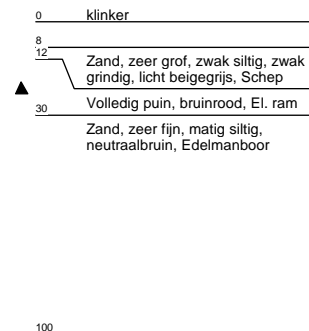 0
klinker
8
12
Zand, zeer grof, zwak siltig, zwak
grindig, licht beigegrijs, Schep
Volledig puin, bruinrood, El. ram
30
Zand, zeer fijn, matig siltig,
neutraalbruin, Edelmanboor
100